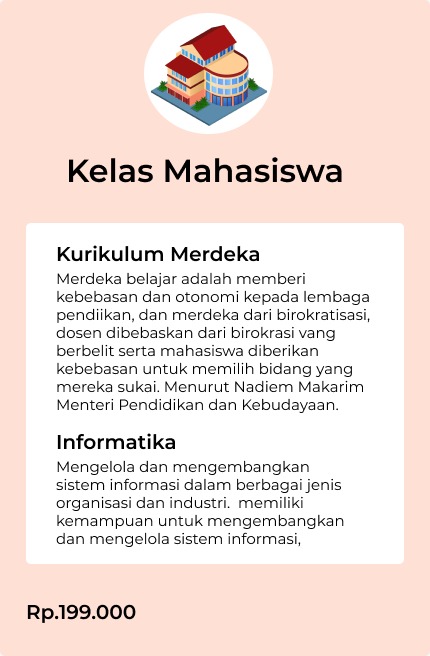 Kelas Mahasiswa
Kurikulum Merdeka
Merdeka belajar adalah memberi
kebebasan dan otonomi kepada lembaga
pendiikan, dan merdeka dari birokratisasi,
dosen dibebaskan dari birokrasi vang
berbelit serta mahasiswa diberikan
kebebasan untuk memilih bidang yang
mereka sukai. Menurut Nadiem Makarim
Menteri Pendidikan dan Kebudayaan.
Informatika
Mengelola dan mengembangkan
sistem informasi dalam berbagai jenis
organisasi dan industri.  memiliki
kemampuan untuk mengembangkan
dan mengelola sistem informasi,
Rp.199.000